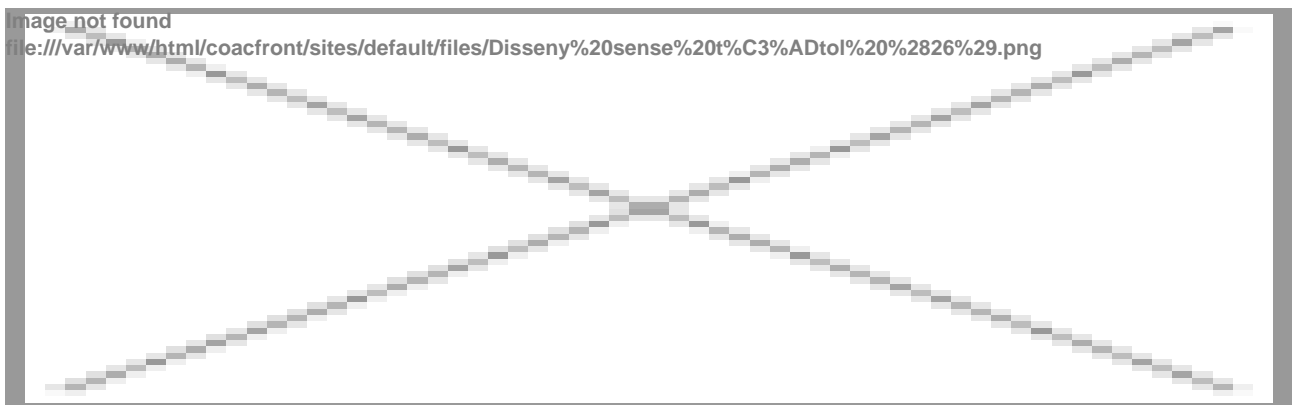 Image not found
file:///var/www/html/coacfront/sites/default/files/Disseny%20sense%20t%C3%ADtol%20%2826%29.png